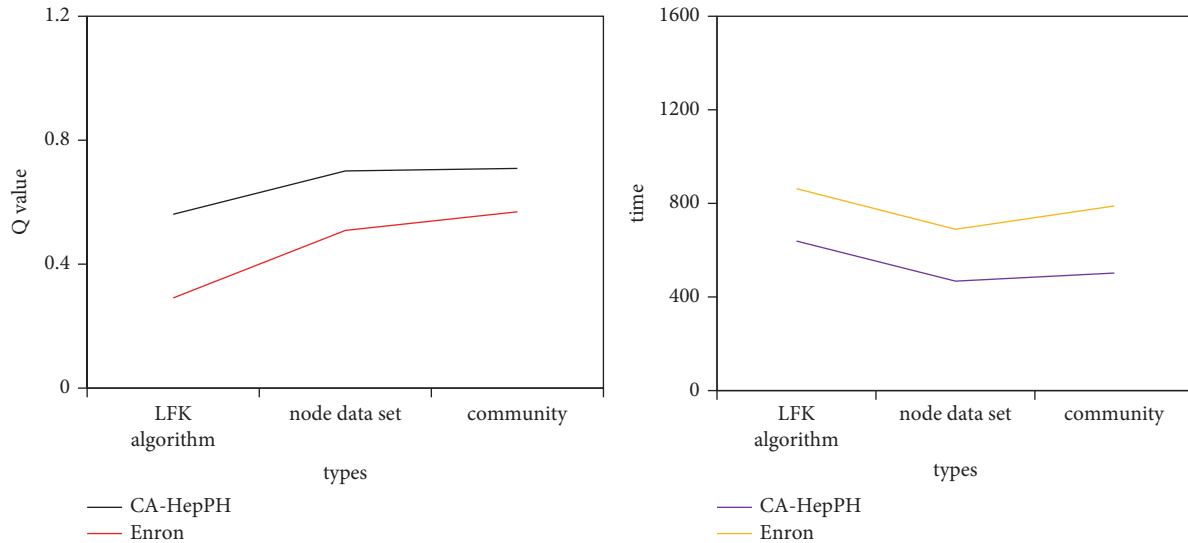 1.2
0.8
0.4
0
Q value
LFK
algorithm
node data set
community
types
CA-HepPH
Enron
1600
1200
800
400
0
time
LFK
algorithm
node data set
community
types
CA-HepPH
Enron